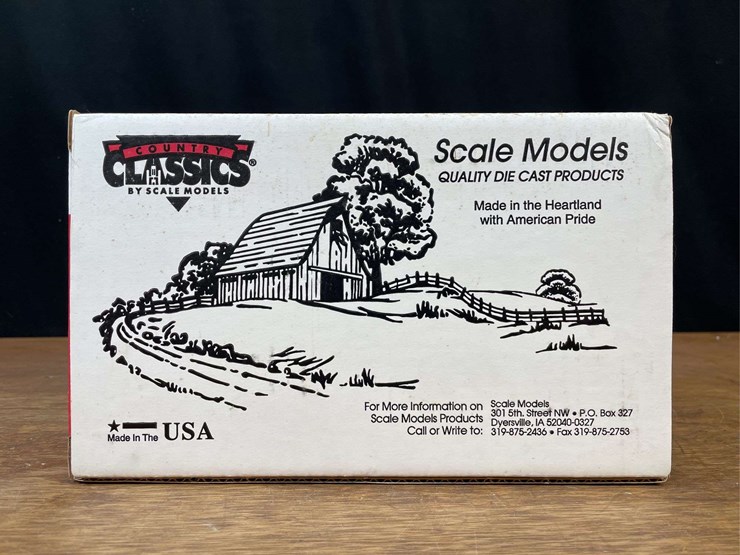 COUNTRY
CLASSICS®
BY SCALE MODELS
Scale Models
QUALITY DIE CAST PRODUCTS
Made in the Heartland
with American Pride
For More Information on
Scale Models Products
Call or Write to:
Scale Models
301 5th. Street NW • P.O. Box 327
Dyersville, IA 52040-0327
319-875-2436 • Fax 319-875-2753
Made In The USA